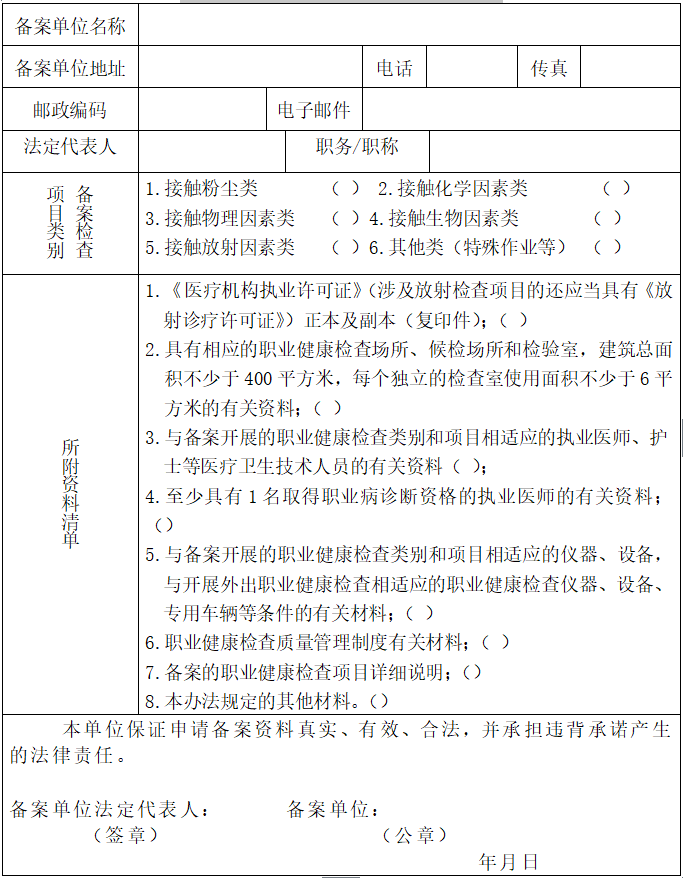 备案单位名称
备案单位地址 电话 传真
邮政编码 电子邮件
法定代表人 职务/职称
备案检查项目类别
1.接触粉尘类 （ ） 2.接触化学因素类 （ ）
3.接触物理因素类 （ ）4.接触生物因素类 （ ）
5.接触放射因素类 （ ）6.其他类（特殊作业等） （ ）
所附资料清单
1.《医疗机构执业许可证》（涉及放射检查项目的还应当具有《放
射诊疗许可证》）正本及副本（复印件）；（ ）
2.具有相应的职业健康检查场所、候检场所和检验室，建筑总面
积不少于400平方米，每个独立的检查室使用面积不少于6平
方米的有关资料；（ ）
3.与备案开展的职业健康检查类别和项目相适应的执业医师、护
士等医疗卫生技术人员的有关资料（ ）；
4.至少具有1名取得职业病诊断资格的执业医师的有关资料；
（）
5.与备案开展的职业健康检查类别和项目相适应的仪器、设备，
与开展外出职业健康检查相适应的职业健康检查仪器、设备、
专用车辆等条件的有关材料；（ ）
6.职业健康检查质量管理制度有关材料；（ ）
7.备案的职业健康检查项目详细说明；（）
8.本办法规定的其他材料。（）
本单位保证申请备案资料真实、有效、合法，并承担违背承诺产生
的法律责任。
备案单位法定代表人： 备案单位：
（签章） （公章）
年月日